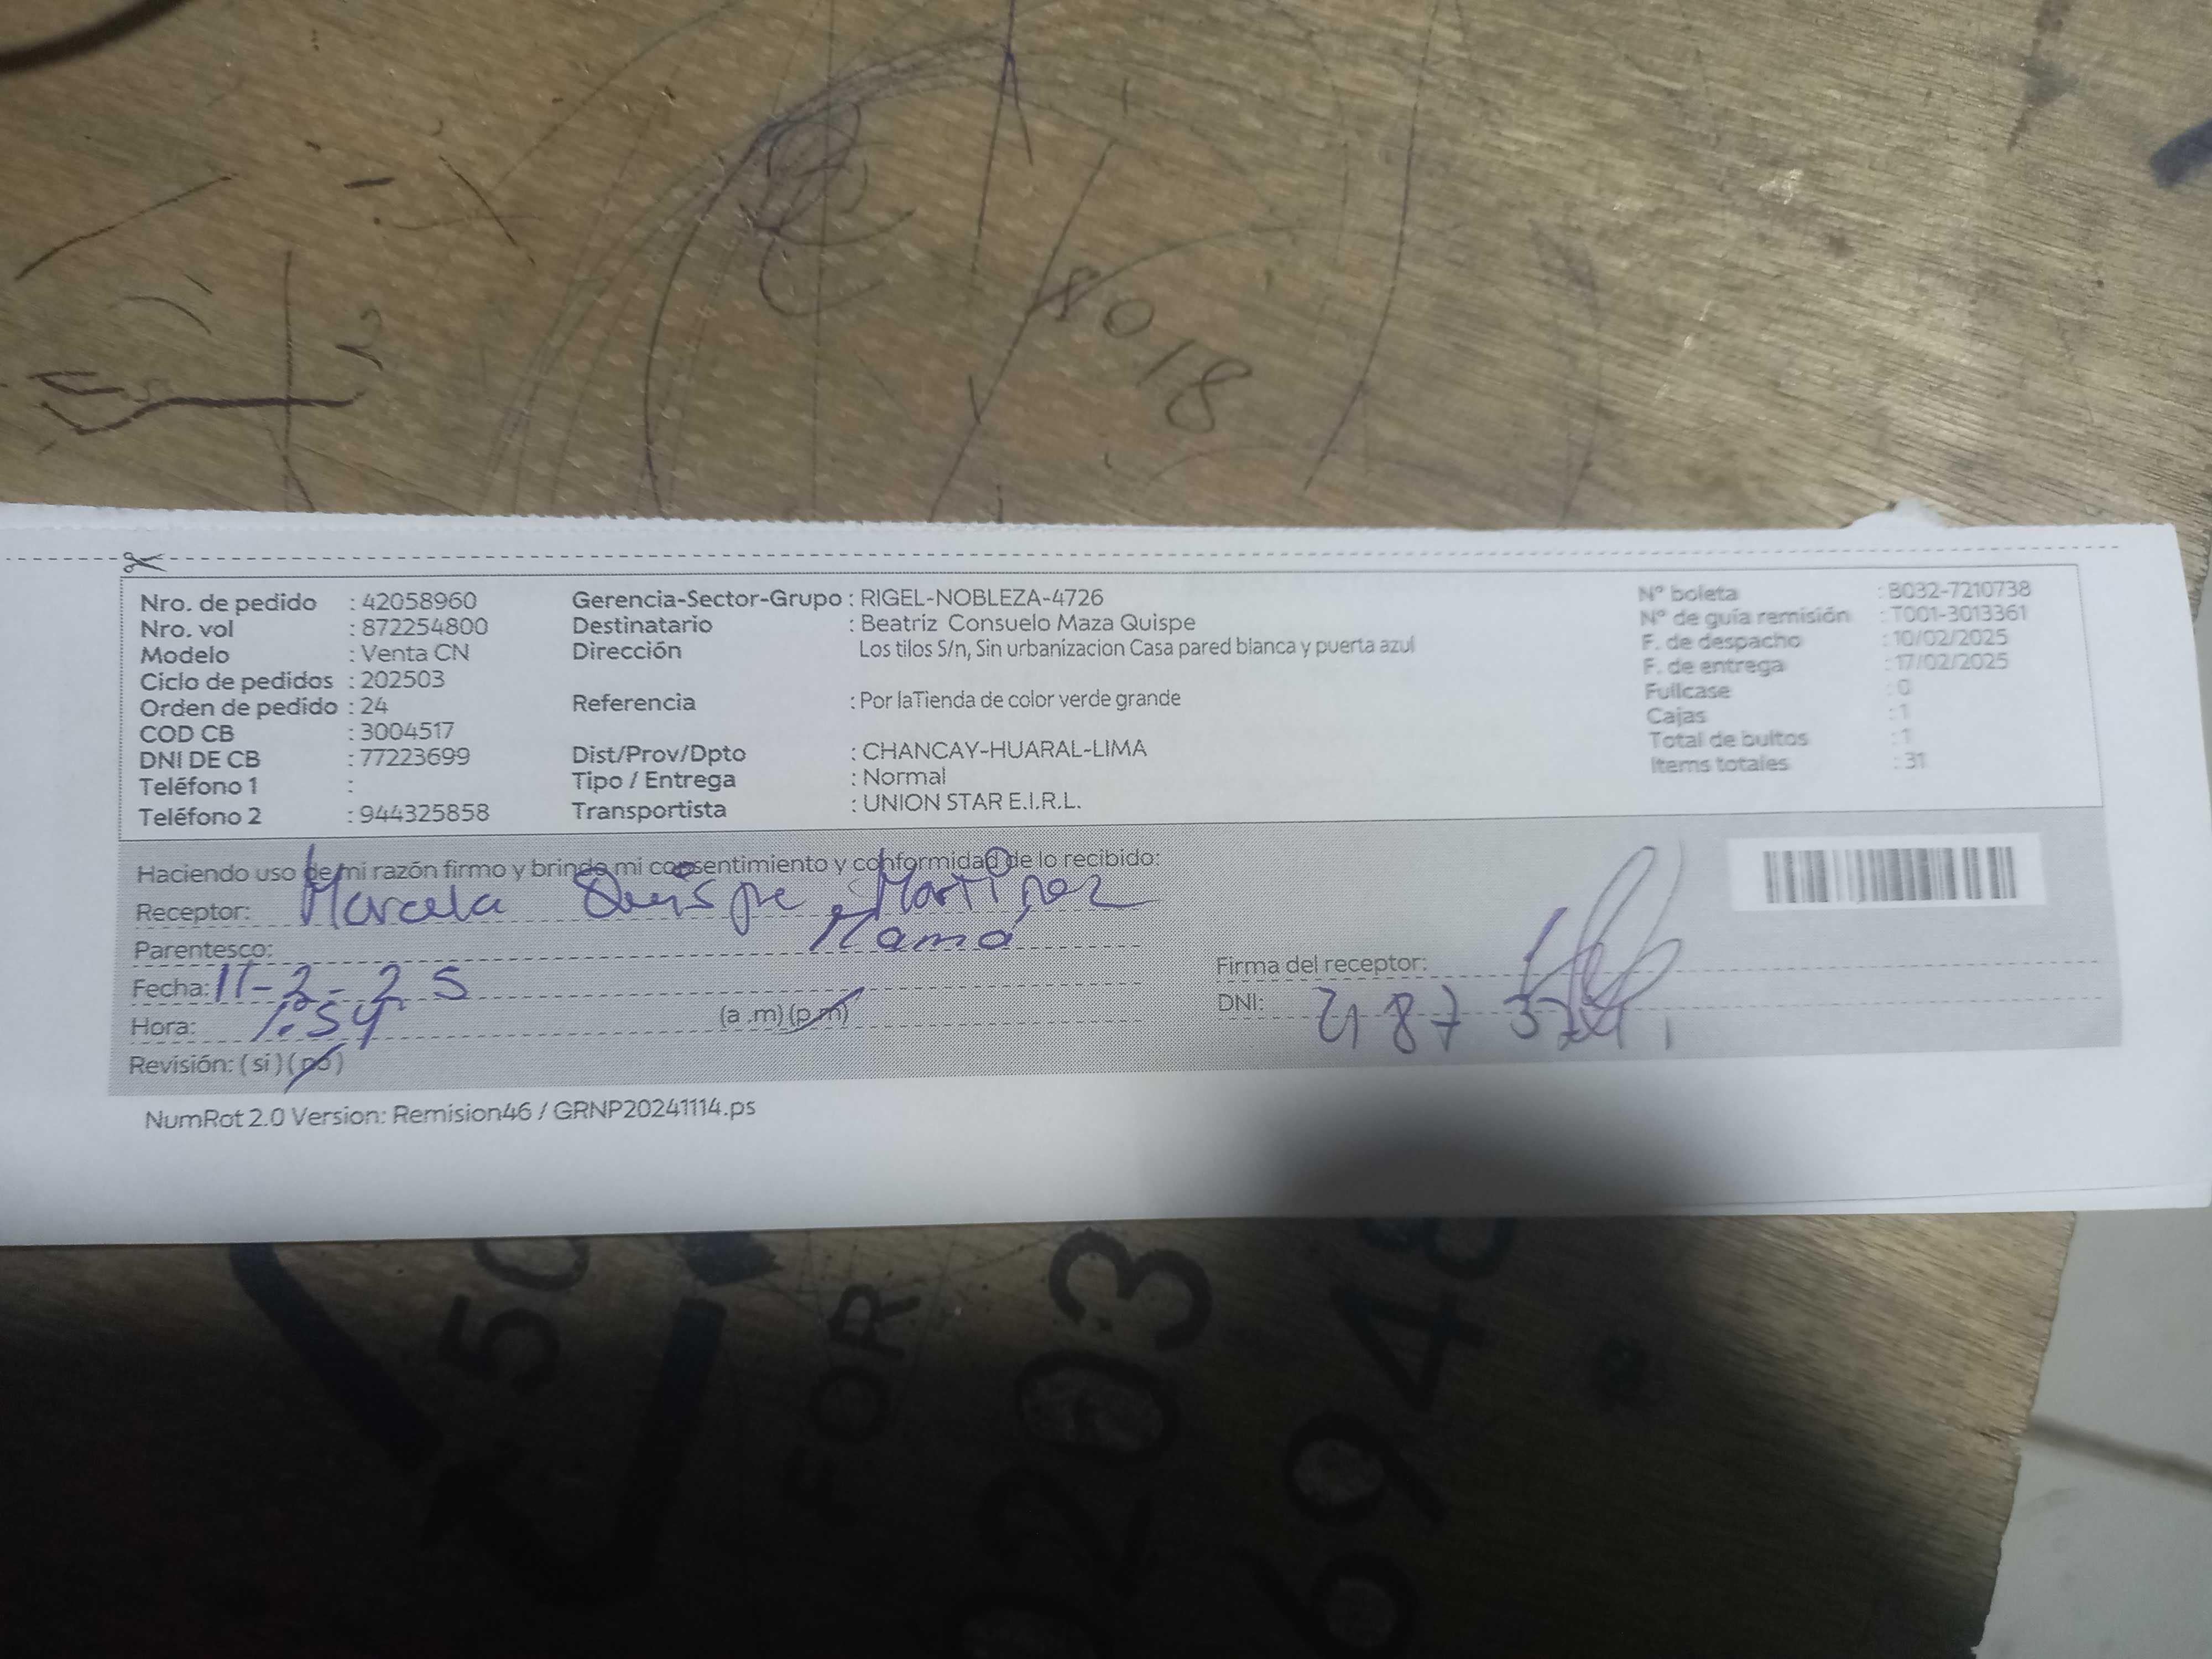 8018
Nro. de pedido : 42058960
Nro. vol : 872254800
Modelo : Venta CN
Ciclo de pedidos : 202503
Orden de pedido : 24
COD CB : 3004517
DNI DE CB : 77223699
Teléfono 1 :
Teléfono 2 : 944325858
Gerencia-Sector-Grupo : RIGEL-NOBLEZA-4726
Destinatario : Beatriz Consuelo Maza Quispe
Dirección Los tilos S/n, Sin urbanizacion Casa pared blanca y puerta azul
Referencia : Por laTienda de color verde grande
Dist/Prov/Dpto : CHANCAY-HUARAL-LIMA
Tipo / Entrega : Normal
Transportista : UNION STAR E.I.R.L.
N° boleta : B032-7210738
N° de guía remisión : T001-3013361
F. de despacho : 10/02/2025
F. de entrega : 17/02/2025
Fullcase : 0
Cajas : 1
Total de bultos : 1
Items totales : 31
Haciendo uso de mi razón firmo y brindo mi consentimiento y conformidad de lo recibido:
Receptor: Marcela Quispe Martinez
Parentesco: Mamá
Fecha: 11-2-25
Hora: 1:54 (a .m) (p.m)
Revisión: ( si ) ( no )
Firma del receptor:
DNI:
NumRot 2.0 Version: Remision46 / GRNP20241114.ps
50
FOR
203
6948